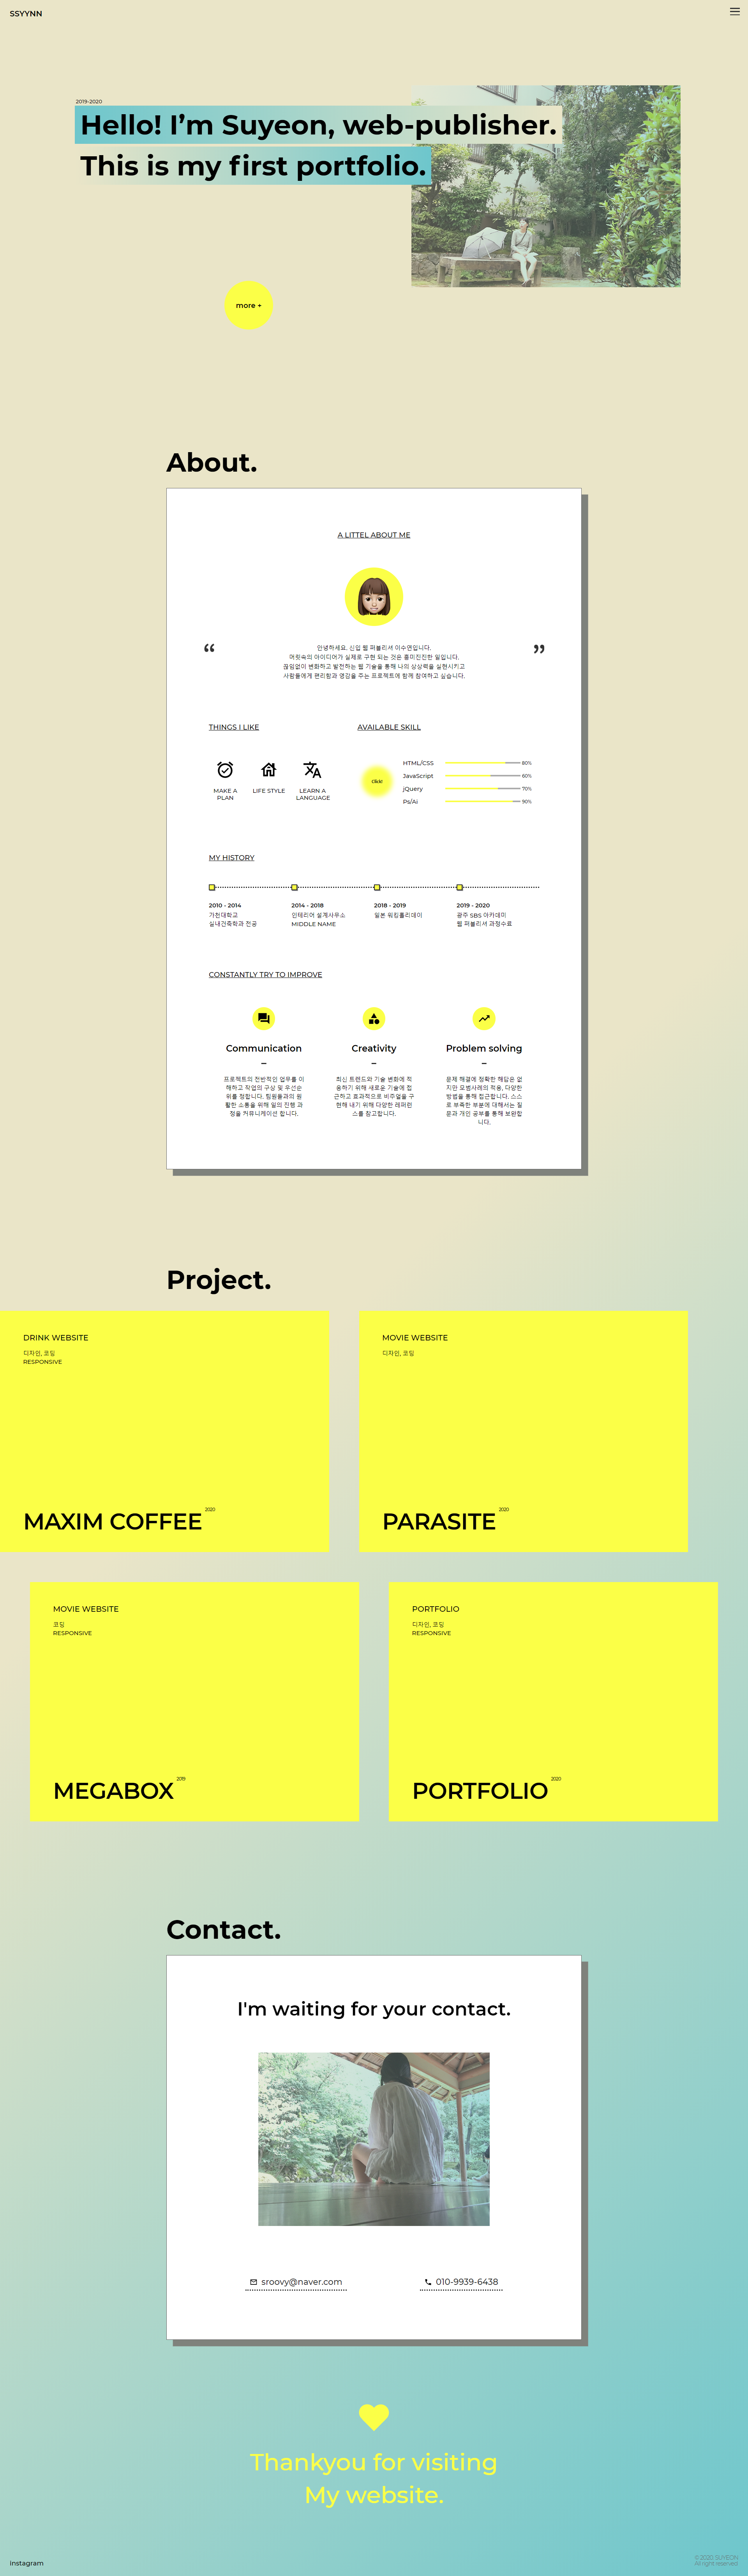 SSYYNN
2019-2020
Hello! I’m Suyeon, web-publisher.
This is my first portfolio.
more +
About.
A LITTEL ABOUT ME
“
”
안녕하세요. 신입 웹 퍼블리셔 이수연입니다.
머릿속의 아이디어가 실제로 구현 되는 것은 흥미진진한 일입니다.
끊임없이 변화하고 발전하는 웹 기술을 통해 나의 상상력을 실현시키고
사람들에게 편리함과 영감을 주는 프로젝트에 함께 참여하고 싶습니다.
THINGS I LIKE
MAKE A
PLAN
LIFE STYLE
LEARN A
LANGUAGE
AVAILABLE SKILL
Click!
HTML/CSS 80%
JavaScript 60%
jQuery 70%
Ps/Ai 90%
MY HISTORY
2010 - 2014
가천대학교
실내건축학과 전공
2014 - 2018
인테리어 설계사무소
MIDDLE NAME
2018 - 2019
일본 워킹홀리데이
2019 - 2020
광주 SBS 아카데미
웹 퍼블리셔 과정수료
CONSTANTLY TRY TO IMPROVE
Communication
–
프로젝트의 전반적인 업무를 이
해하고 작업의 구상 및 우선순
위를 정합니다. 팀원들과의 원
활한 소통을 위해 일의 진행 과
정을 커뮤니케이션 합니다.
Creativity
–
최신 트렌드와 기술 변화에 적
응하기 위해 새로운 기술에 접
근하고 효과적으로 비주얼을 구
현해 내기 위해 다양한 레퍼런
스를 참고합니다.
Problem solving
–
문제 해결에 정확한 해답은 없
지만 모범사례의 적용, 다양한
방법을 통해 접근합니다. 스스
로 부족한 부분에 대해서는 질
문과 개인 공부를 통해 보완합
니다.
Project.
DRINK WEBSITE
디자인, 코딩
RESPONSIVE
MAXIM COFFEE 2020
MOVIE WEBSITE
디자인, 코딩
PARASITE 2020
MOVIE WEBSITE
코딩
RESPONSIVE
MEGABOX 2019
PORTFOLIO
디자인, 코딩
RESPONSIVE
PORTFOLIO 2020
Contact.
I'm waiting for your contact.
sroovy@naver.com
010-9939-6438
Thankyou for visiting
My website.
instagram
© 2020 SUYEON
All right reserved.